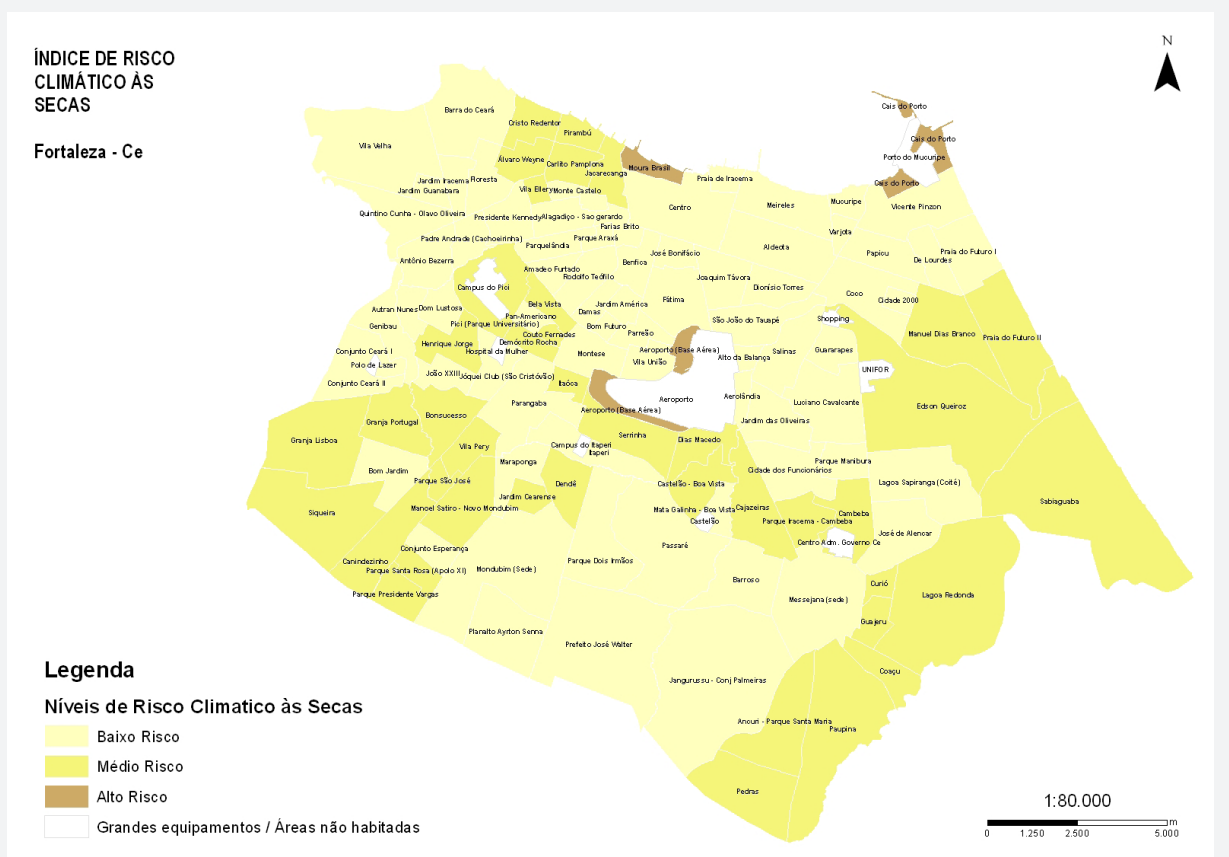 ÍNDICE DE RISCO
CLIMÁTICO ÀS
SECAS
Fortaleza - Ce
N
Cais do Porto
Barra do Ceará
Cristo Redentor
Pirambú
Cais do Porto
Vila Velha
Álvaro Weyne
Carlito Pamplona
Jacarecanga
Moura Brasil
Porto do Mucuripe
Jardim Iracema
Floresta
Praia de Iracema
Cais do Porto
Jardim Guanabara
Vila Ellery
Monte Castelo
Centro
Meireles
Mucuripe
Vicente Pinzon
Quintino Cunha - Olavo Oliveira
Presidente Kennedy
Alagadiço - Sao gerardo
Farias Brito
Varjota
Padre Andrade (Cachoeirinha)
Parquelândia
Parque Araxá
José Bonifácio
Aldeota
Papicu
Praia do Futuro I
De Lourdes
Antônio Bezerra
Amadeo Furtado
Rodolfo Teófilo
Benfica
Joaquim Távora
Dionísio Torres
Campus do Pici
Coco
Cidade 2000
Autran Nunes
Dom Lustosa
Bela Vista
Jardim América
Fátima
Pan-Americano
Damas
São João do Tauapé
Shopping
Genibau
Pici (Parque Universitário)
Bom Futuro
Parreão
Manuel Dias Branco
Praia do Futuro II
Couto Fernades
Henrique Jorge
Demócrito Rocha
Hospital da Mulher
Montese
Aeroporto (Base Aérea)
Vila União
Alto da Balança
Salinas
Guararapes
Conjunto Ceará I
Polo de Lazer
João XXIII
Jóquei Club (São Cristóvão)
UNIFOR
Conjunto Ceará II
Itaóca
Aeroporto
Aerolândia
Parangaba
Aeroporto (Base Aérea)
Luciano Cavalcante
Edson Queiroz
Granja Portugal
Bonsucesso
Jardim das Oliveiras
Granja Lisboa
Vila Pery
Campus do Itaperi
Itaperi
Serrinha
Dias Macedo
Bom Jardim
Maraponga
Parque Manibura
Cidade dos Funcionários
Parque São José
Dendê
Castelão - Boa Vista
Lagoa Sapiranga (Coité)
Jardim Cearense
Siqueira
Manoel Satiro - Novo Mondubim
Mata Galinha - Boa Vista
Cajazeiras
Sabiaguaba
Castelão
Parque Iracema - Cambeba
Cambeba
José de Alencar
Conjunto Esperança
Passaré
Centro Adm. Governo Ce
Canindezinho
Parque Santa Rosa (Apolo XI)
Mondubim (Sede)
Parque Dois Irmãos
Barroso
Curió
Parque Presidente Vargas
Messejana (sede)
Lagoa Redonda
Guajeru
Planalto Ayrton Senna
Prefeito José Walter
Coaçu
Jangurussu - Conj Palmeiras
Ancuri - Parque Santa Maria
Paupina
Pedras
Legenda
Níveis de Risco Climatico às Secas
Baixo Risco
Médio Risco
Alto Risco
Grandes equipamentos / Áreas não habitadas
1:80.000
m
0 1.250 2.500 5.000